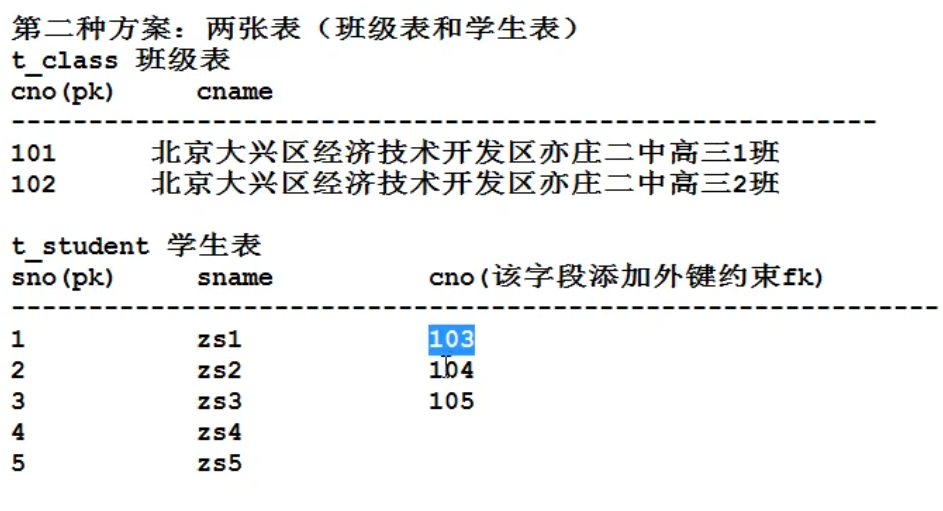 第二种方案：两张表（班级表和学生表）
t_class 班级表
cno(pk) cname
---------------------------------------------------------
101 北京大兴区经济技术开发区亦庄二中高三1班
102 北京大兴区经济技术开发区亦庄二中高三2班
t_student 学生表
sno(pk) sname cno(该字段添加外键约束fk)
-------------------------------------------------------------
1 zs1 103
2 zs2 104
3 zs3 105
4 zs4
5 zs5